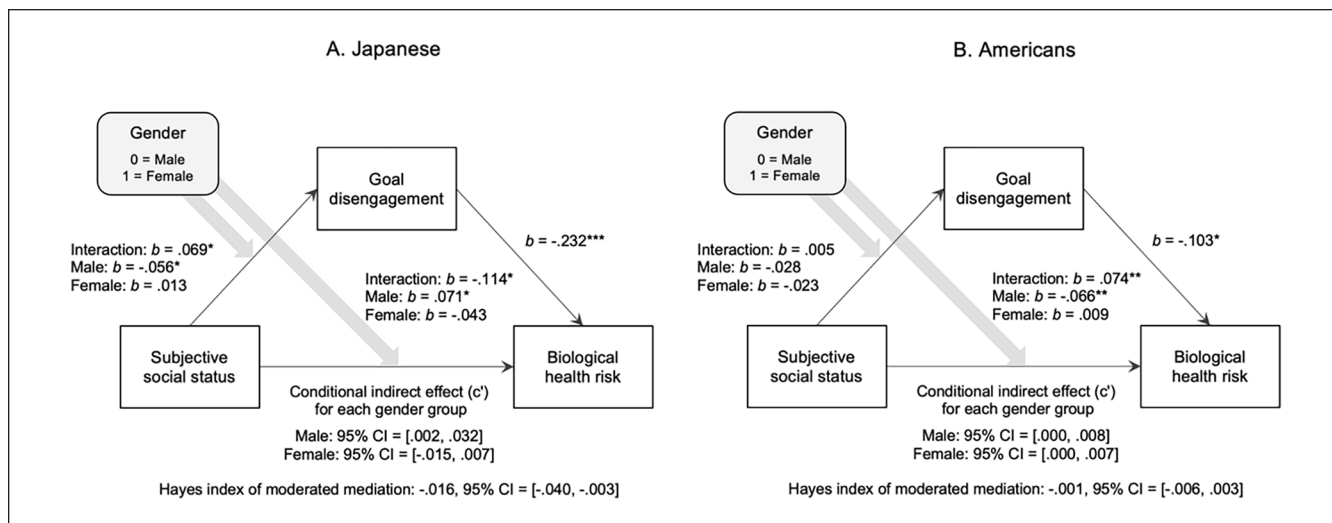 A. Japanese
Gender
0 = Male
1 = Female
Goal
disengagement
Interaction: b = .069*
Male: b = -.056*
Female: b = .013
b = -.232***
Interaction: b = -.114*
Male: b = .071*
Female: b = -.043
Subjective
social status
Biological
health risk
Conditional indirect effect (c')
for each gender group
Male: 95% CI = [.002, .032]
Female: 95% CI = [-.015, .007]
Hayes index of moderated mediation: -.016, 95% CI = [-.040, -.003]
B. Americans
Gender
0 = Male
1 = Female
Goal
disengagement
Interaction: b = .005
Male: b = -.028
Female: b = -.023
b = -.103*
Interaction: b = .074**
Male: b = -.066**
Female: b = .009
Subjective
social status
Biological
health risk
Conditional indirect effect (c')
for each gender group
Male: 95% CI = [.000, .008]
Female: 95% CI = [.000, .007]
Hayes index of moderated mediation: -.001, 95% CI = [-.006, .003]